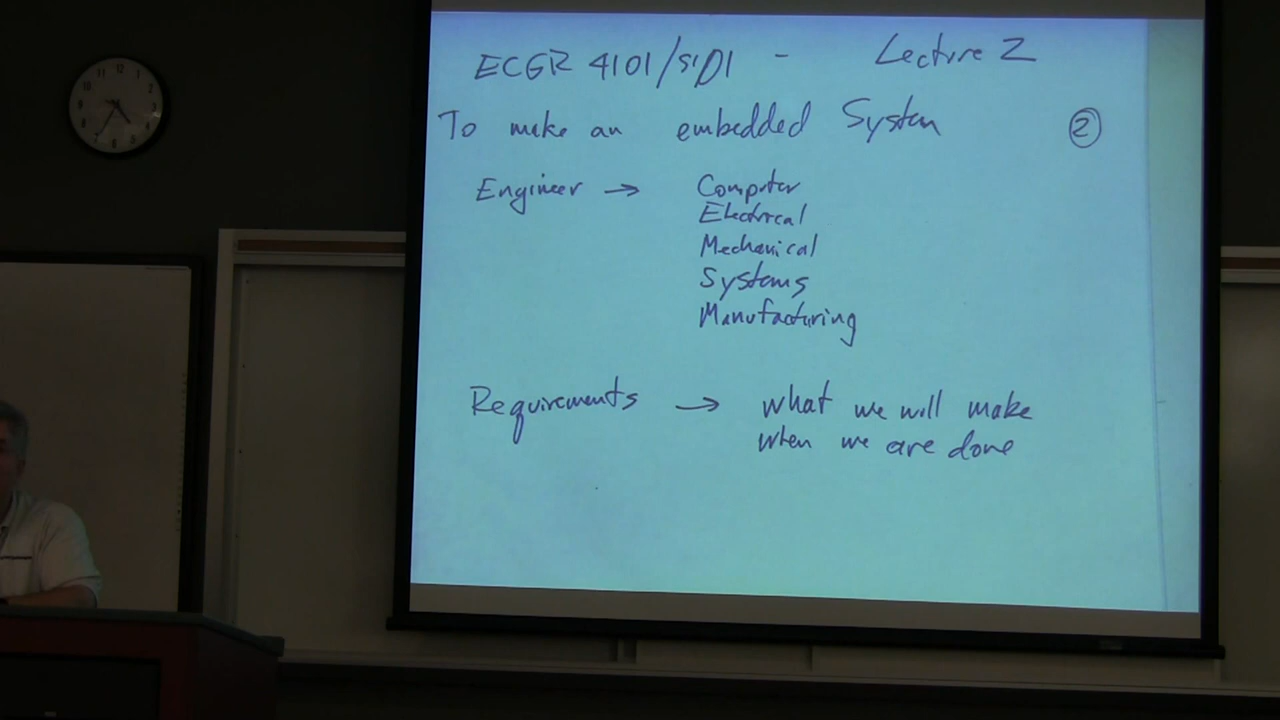 ECGR 4101/5101 - Lecture 2
To make an embedded System ②
Engineer → Computer
Electrical
Mechanical
Systems
Manufacturing
Requirements → what we will make
when we are done